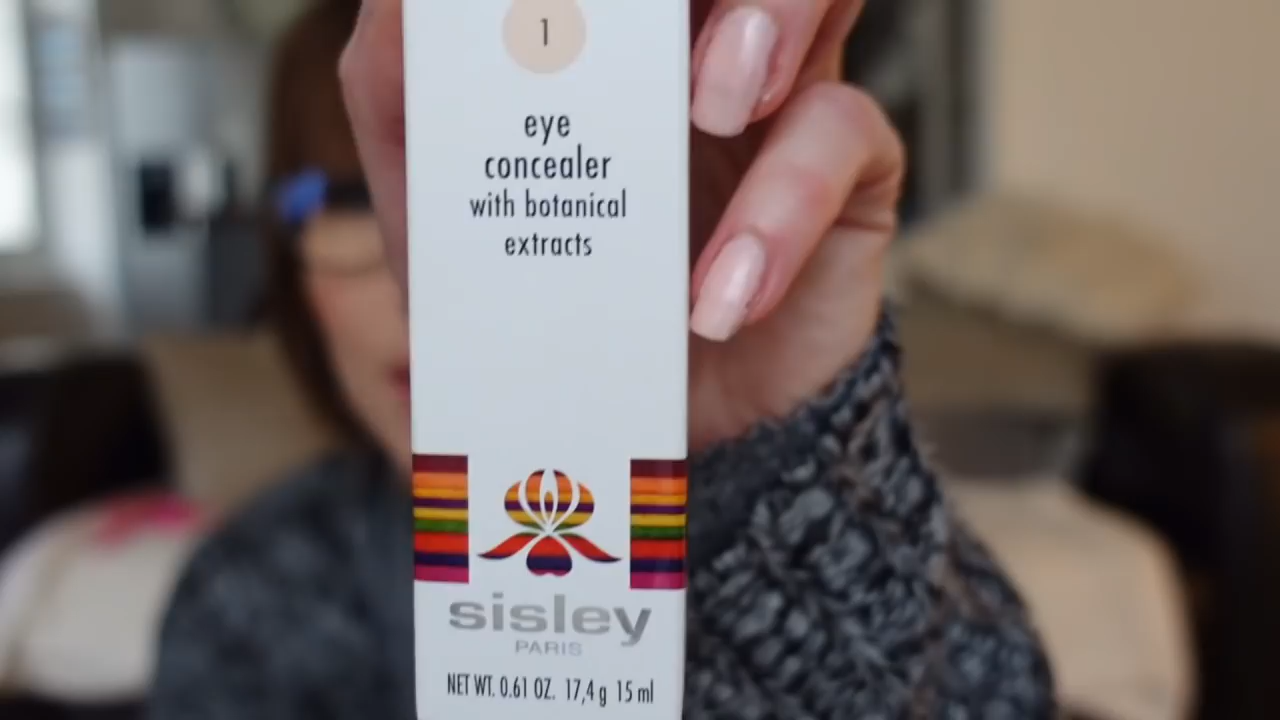 1
eye
concealer
with botanical
extracts
sisley
PARIS
NET WT. 0.61 OZ. 17,4 g 15 ml